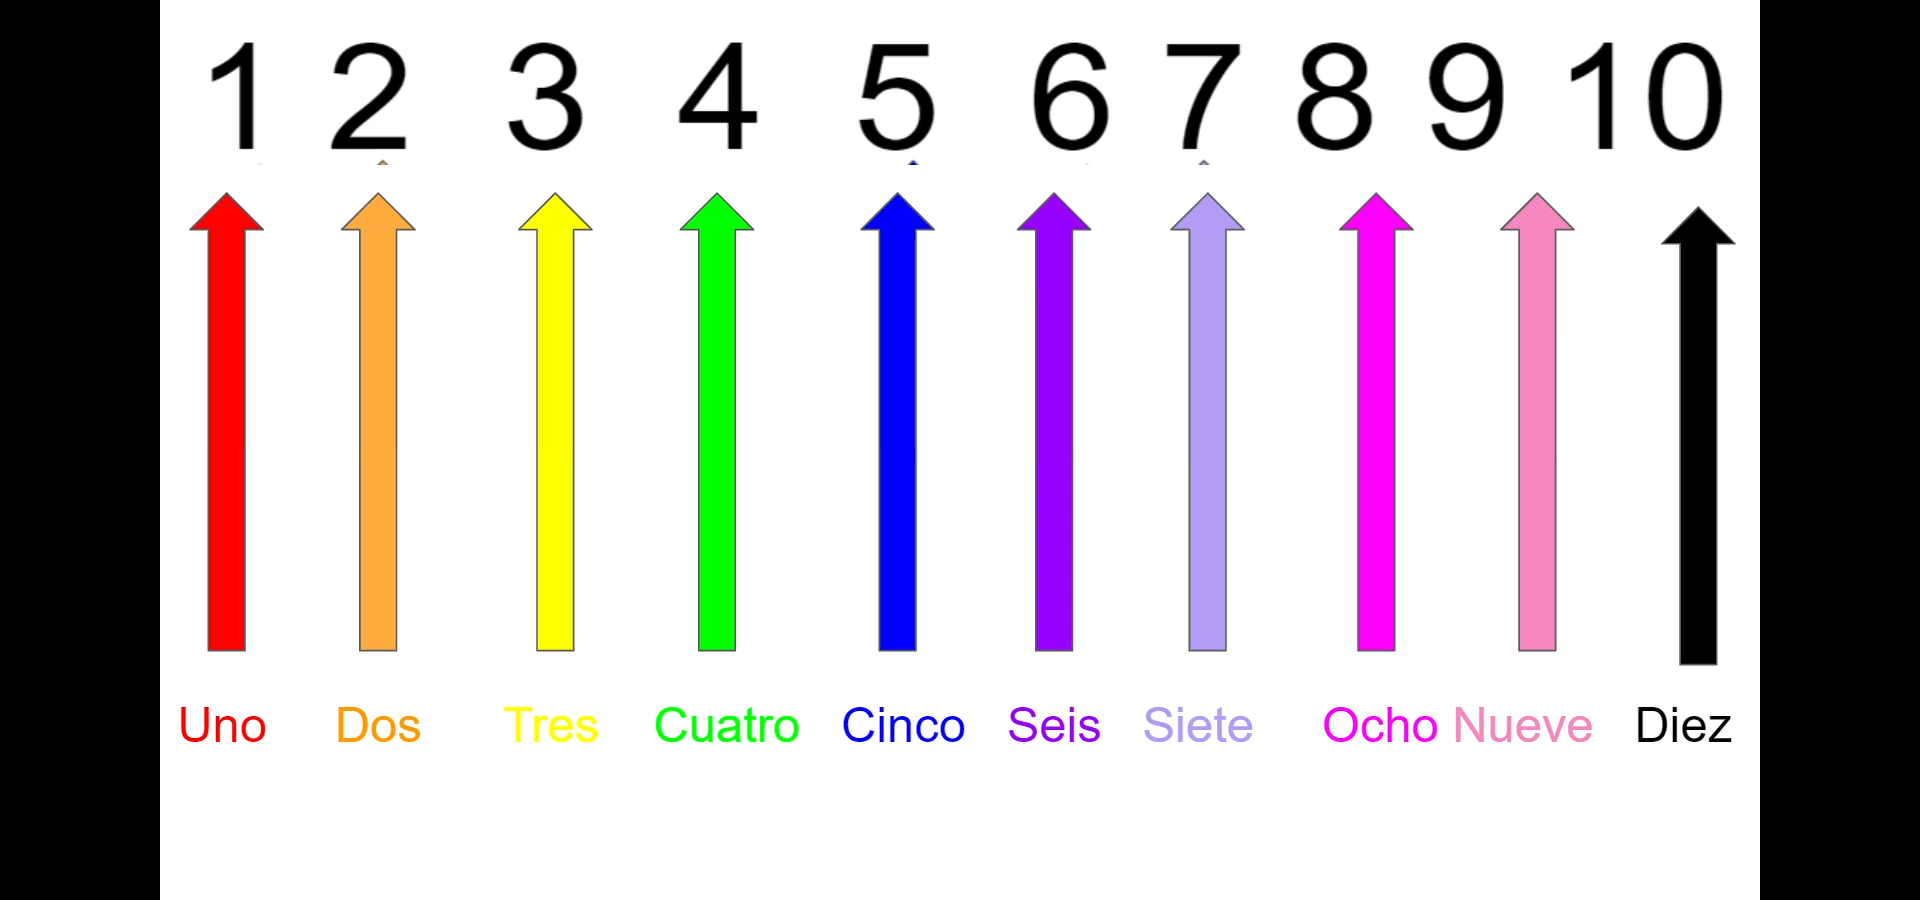 1 2 3 4 5 6 7 8 9 10
Uno Dos Tres Cuatro Cinco Seis Siete Ocho Nueve Diez